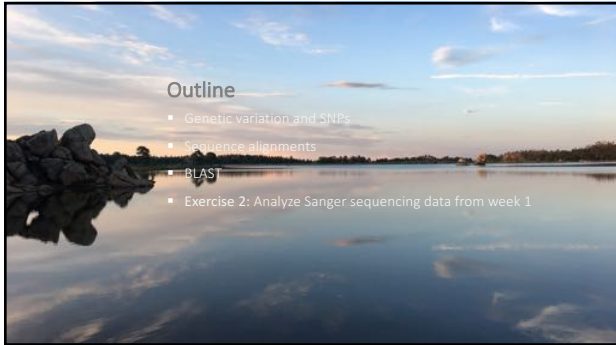 Outline
▪ Genetic variation and SNPs
▪ Sequence alignments
▪ BLAST
▪ Exercise 2: Analyze Sanger sequencing data from week 1